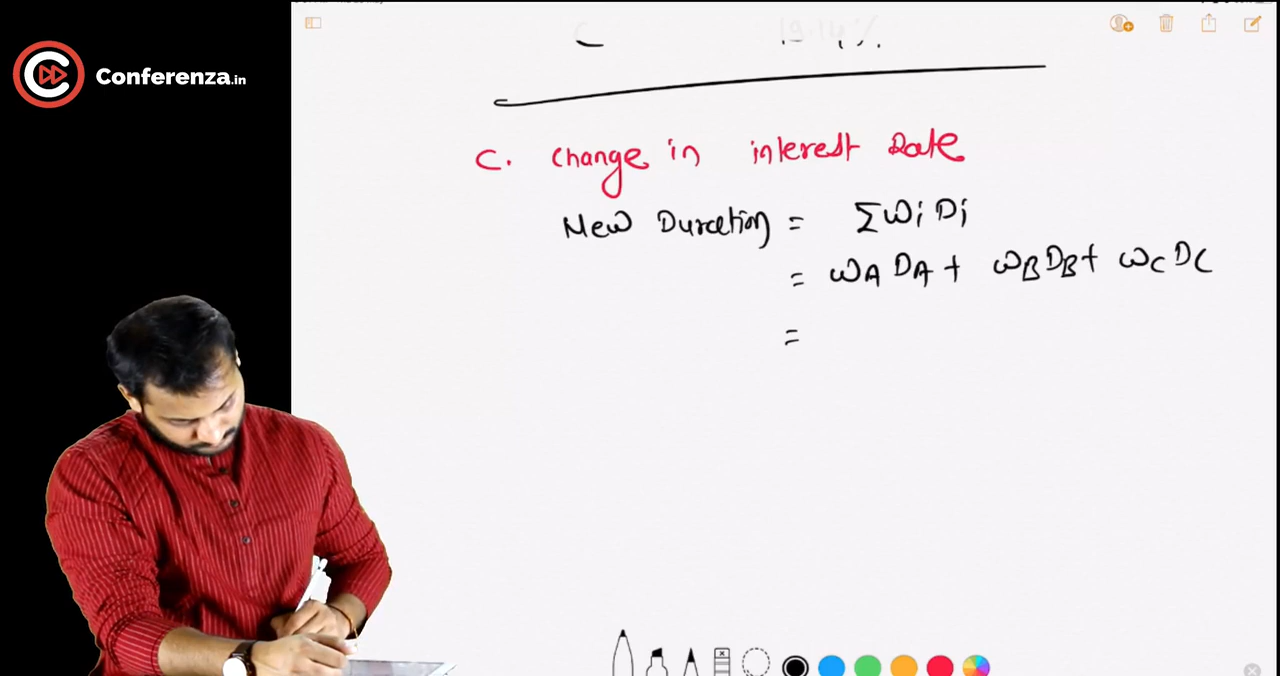 Conferenza.in
C. Change in interest Rate
New Duration = ΣWi Di
= WA DA + WB DB + WC DC
=